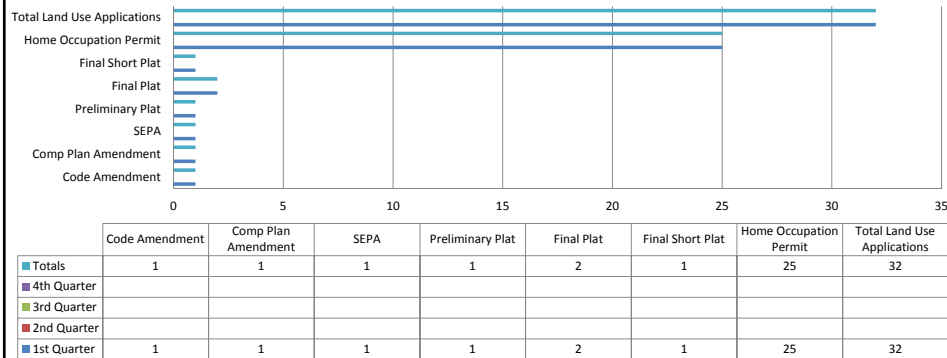 Total Land Use Applications
Home Occupation Permit
Final Short Plat
Final Plat
Preliminary Plat
SEPA
Comp Plan Amendment
Code Amendment
0 5 10 15 20 25 30 35
Code Amendment Comp Plan Amendment SEPA Preliminary Plat Final Plat Final Short Plat Home Occupation Permit Total Land Use Applications
Totals 1 1 1 1 2 1 25 32
4th Quarter
3rd Quarter
2nd Quarter
1st Quarter 1 1 1 1 2 1 25 32